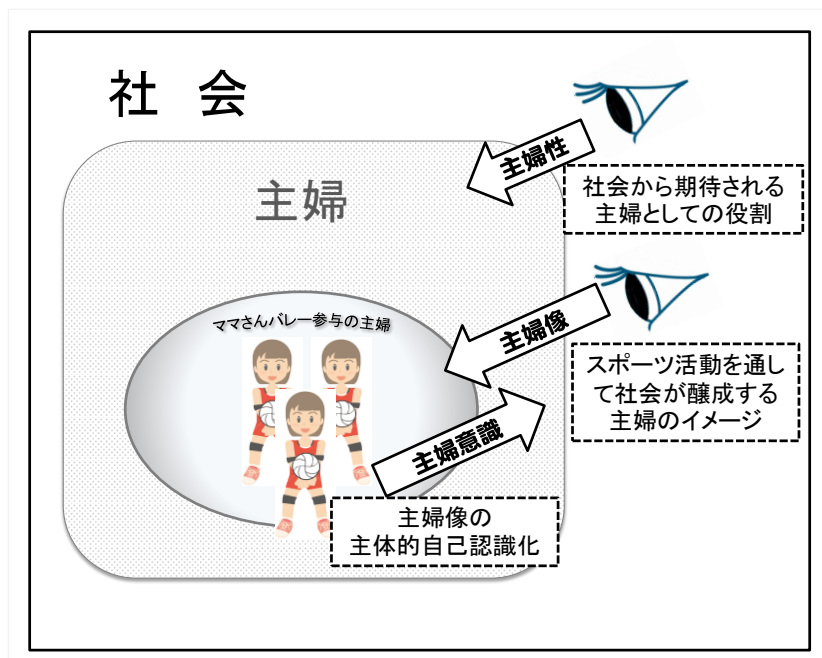 社 会
主婦性
社会から期待される
主婦としての役割
主婦
ママさんバレー参与の主婦
主婦像
スポーツ活動を通し
て社会が醸成する
主婦のイメージ
主婦意識
主婦像の
主体的自己認識化